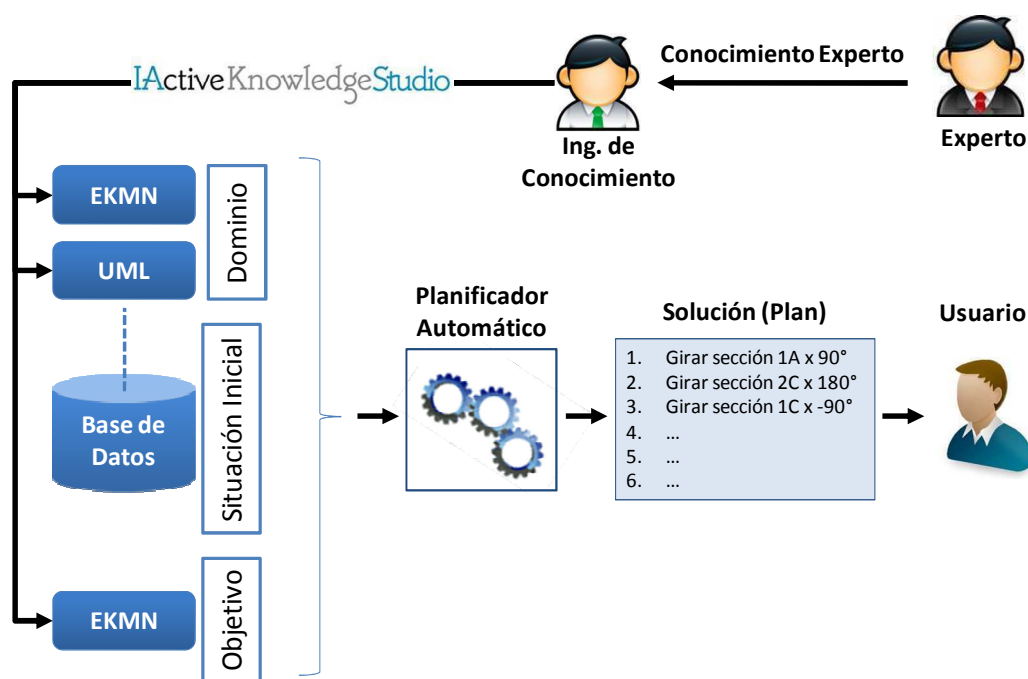 Conocimiento Experto
IActiveKnowledgeStudio
Ing. de
Conocimiento
Experto
EKMN
UML
Dominio
Base de
Datos
Situación Inicial
EKMN
Objetivo
Planificador
Automático
Solución (Plan)
1. Girar sección 1A x 90°
2. Girar sección 2C x 180°
3. Girar sección 1C x -90°
4. ...
5. ...
6. ...
Usuario